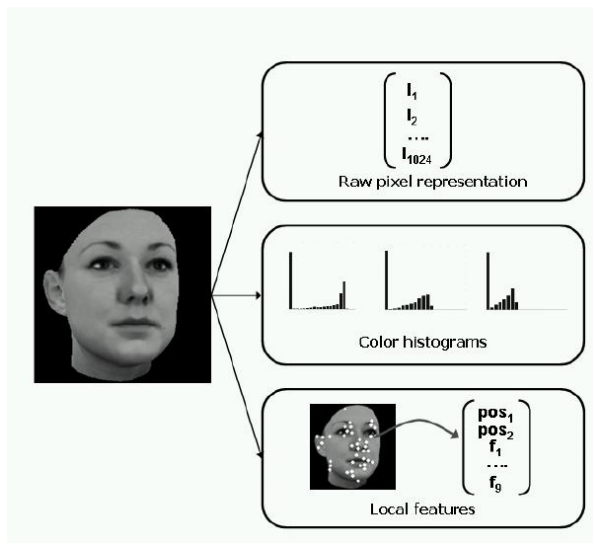 I₁
I₂
....
I₁₀₂₄
Raw pixel representation
Color histograms
pos₁
pos₂
f₁
....
f₉
Local features